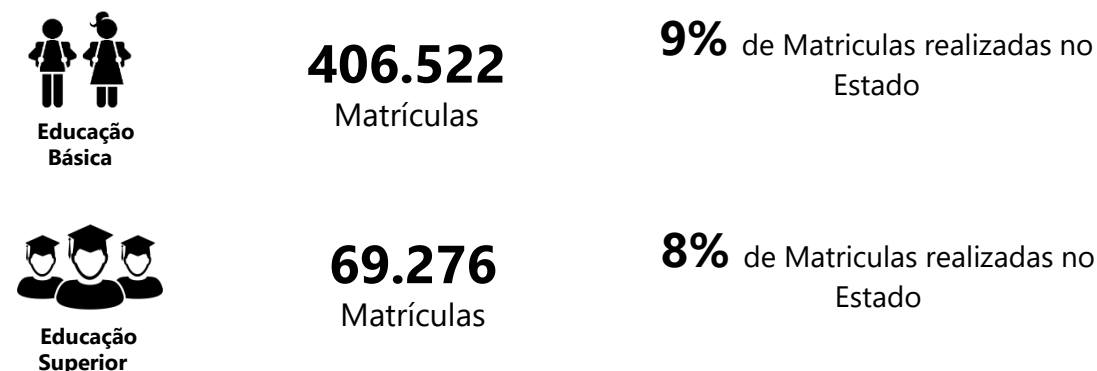 Educação
Básica
406.522
Matrículas
9% de Matriculas realizadas no
Estado
Educação
Superior
69.276
Matrículas
8% de Matriculas realizadas no
Estado